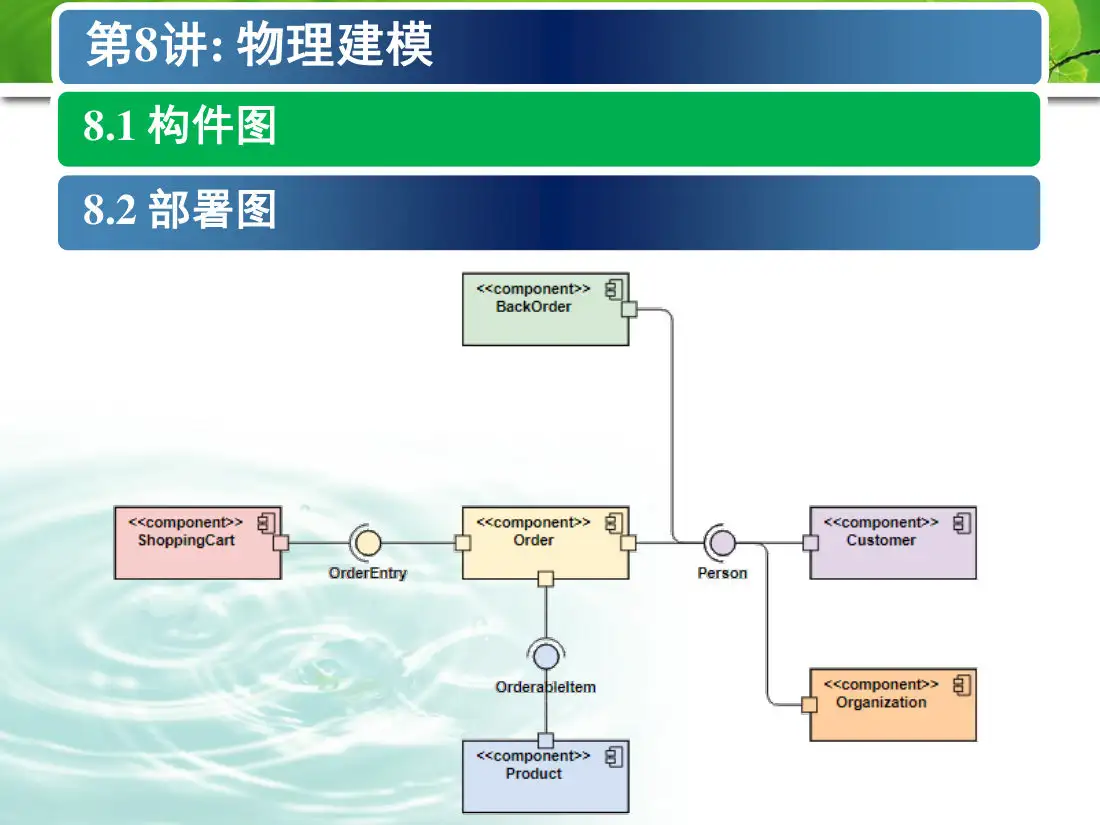 第8讲: 物理建模
8.1 构件图
8.2 部署图
<<component>>
BackOrder
<<component>>
ShoppingCart
OrderEntry
<<component>>
Order
Person
<<component>>
Customer
OrderableItem
<<component>>
Organization
<<component>>
Product